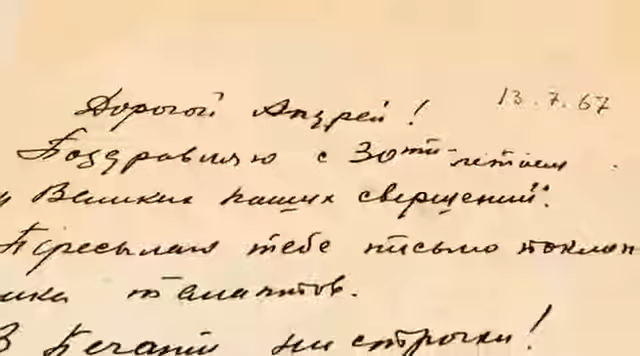 13.7.67
Дорогой Андрей!
Поздравляю с 30ти-летием
и Великих наших свершений.
Пересылаю тебе письмо поклон
ника талантов.
В Печати ни строчки!